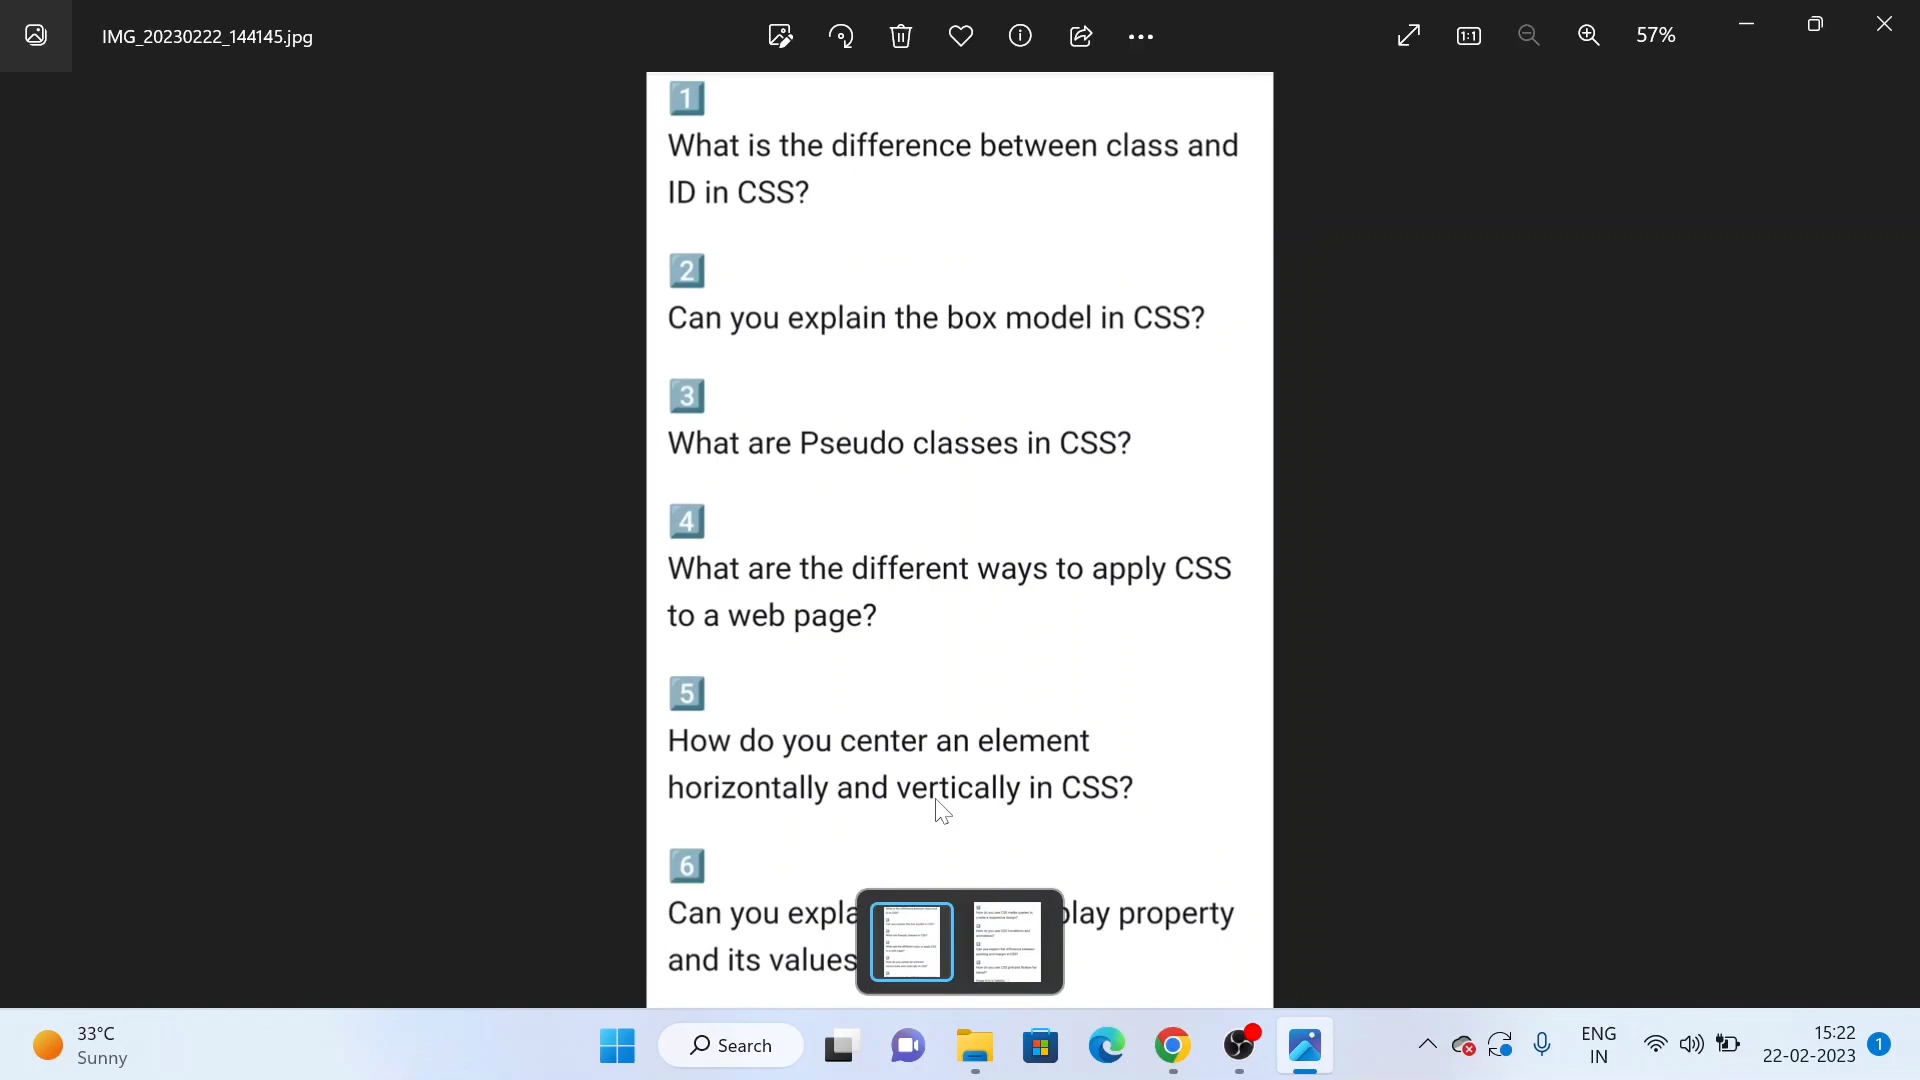 IMG_20230222_144145.jpg
57%
1
What is the difference between class and
ID in CSS?
2
Can you explain the box model in CSS?
3
What are Pseudo classes in CSS?
4
What are the different ways to apply CSS
to a web page?
5
How do you center an element
horizontally and vertically in CSS?
6
Can you expla lay property
and its values
33°C
Sunny
Search
ENG
IN
15:22
22-02-2023
1